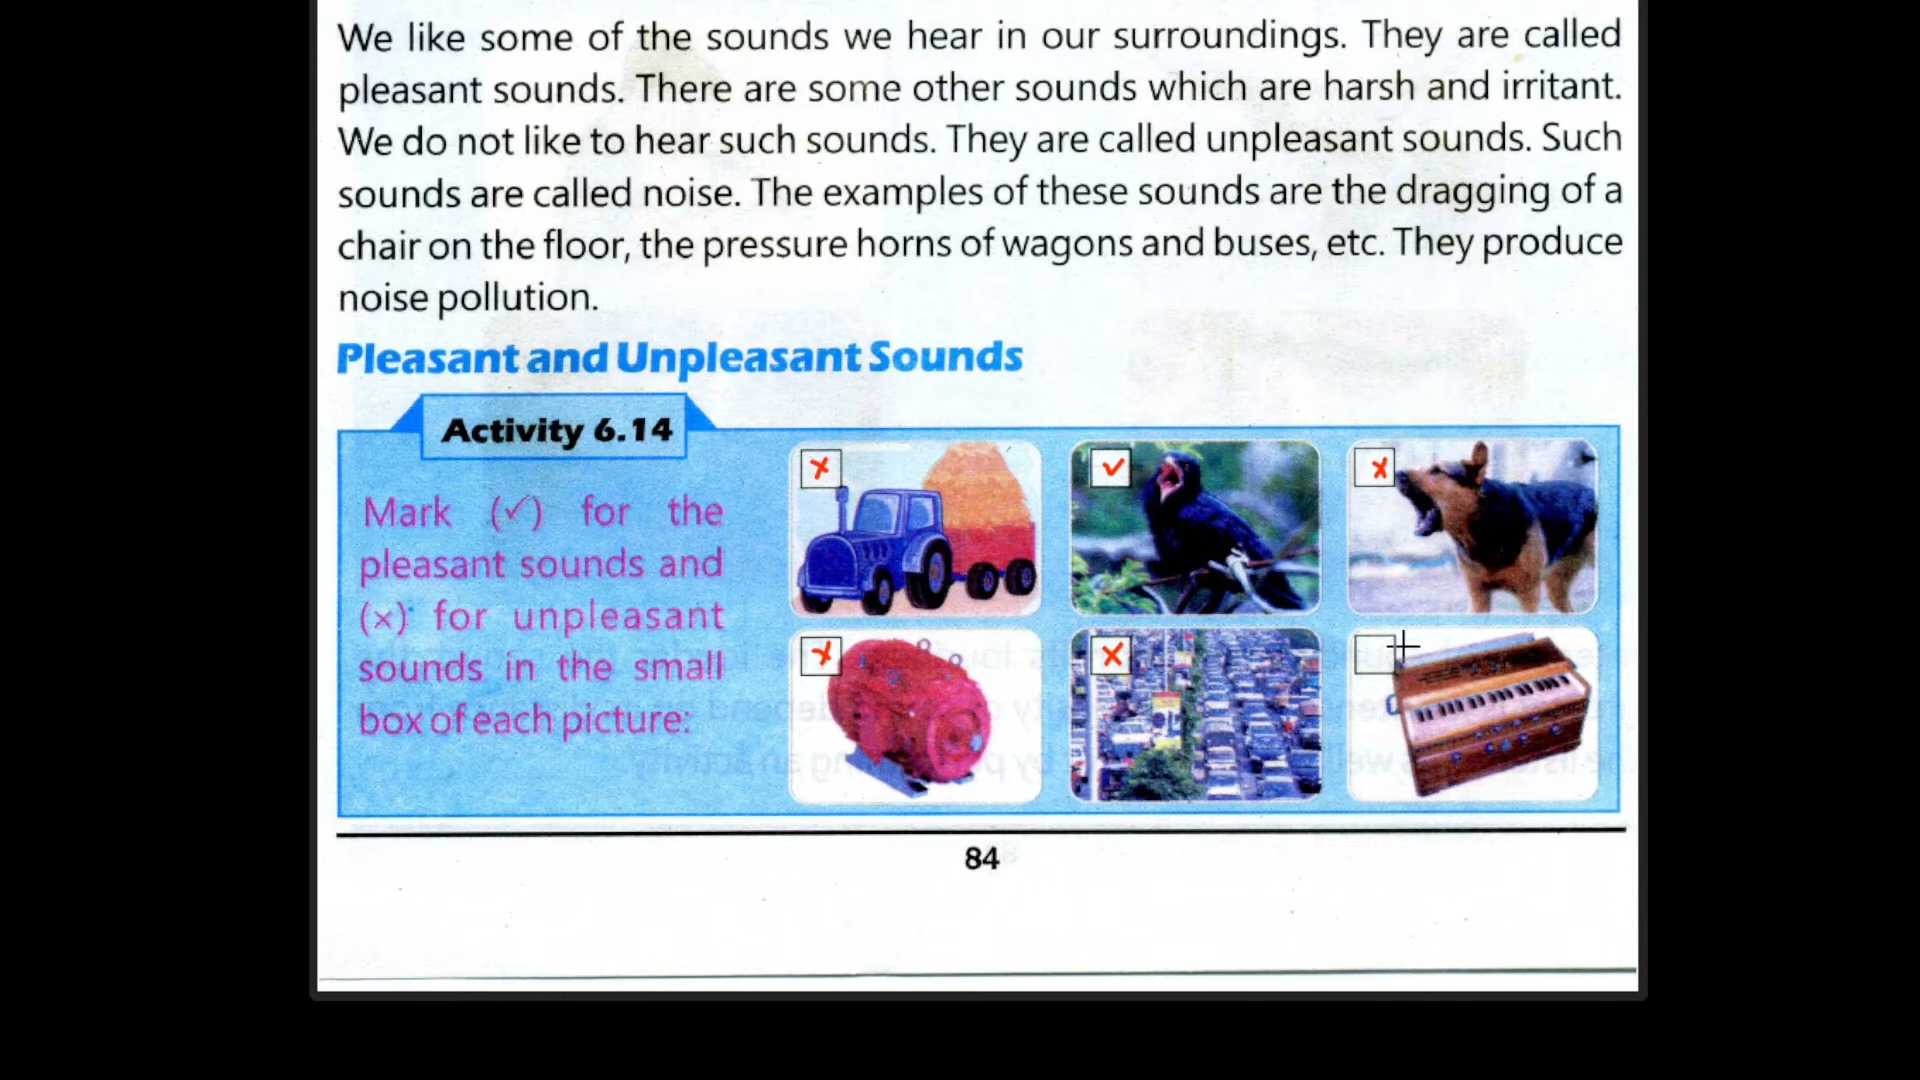 We like some of the sounds we hear in our surroundings. They are called
pleasant sounds. There are some other sounds which are harsh and irritant.
We do not like to hear such sounds. They are called unpleasant sounds. Such
sounds are called noise. The examples of these sounds are the dragging of a
chair on the floor, the pressure horns of wagons and buses, etc. They produce
noise pollution.
Pleasant and Unpleasant Sounds
Activity 6.14
Mark (✓) for the
pleasant sounds and
(×) for unpleasant
sounds in the small
box of each picture:
84